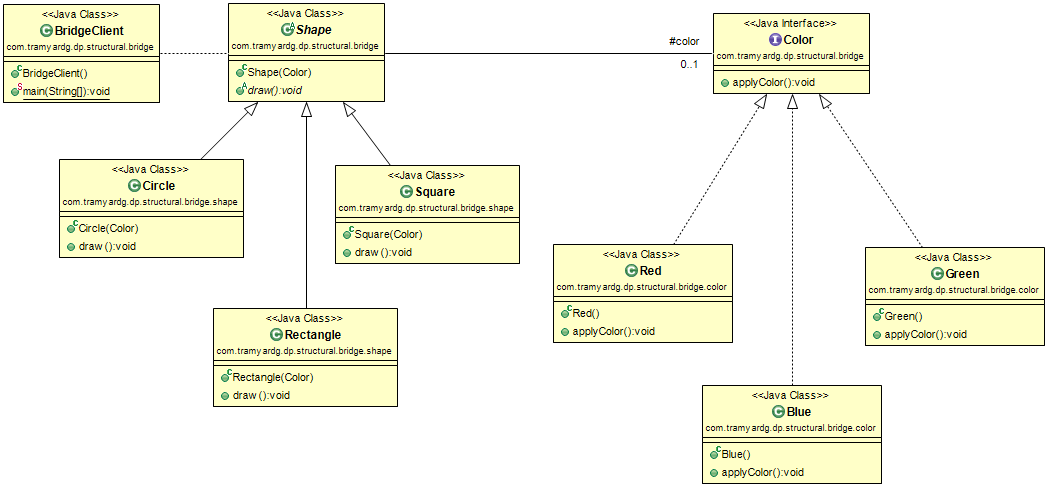 <<Java Class>>
BridgeClient
com.tramyardg.dp.structural.bridge
BridgeClient()
main(String[]):void
<<Java Class>>
Shape
com.tramyardg.dp.structural.bridge
Shape(Color)
draw():void
#color
0..1
<<Java Interface>>
Color
com.tramyardg.dp.structural.bridge
applyColor():void
<<Java Class>>
Circle
com.tramyardg.dp.structural.bridge.shape
Circle(Color)
draw():void
<<Java Class>>
Square
com.tramyardg.dp.structural.bridge.shape
Square(Color)
draw():void
<<Java Class>>
Rectangle
com.tramyardg.dp.structural.bridge.shape
Rectangle(Color)
draw():void
<<Java Class>>
Red
com.tramyardg.dp.structural.bridge.color
Red()
applyColor():void
<<Java Class>>
Green
com.tramyardg.dp.structural.bridge.color
Green()
applyColor():void
<<Java Class>>
Blue
com.tramyardg.dp.structural.bridge.color
Blue()
applyColor():void